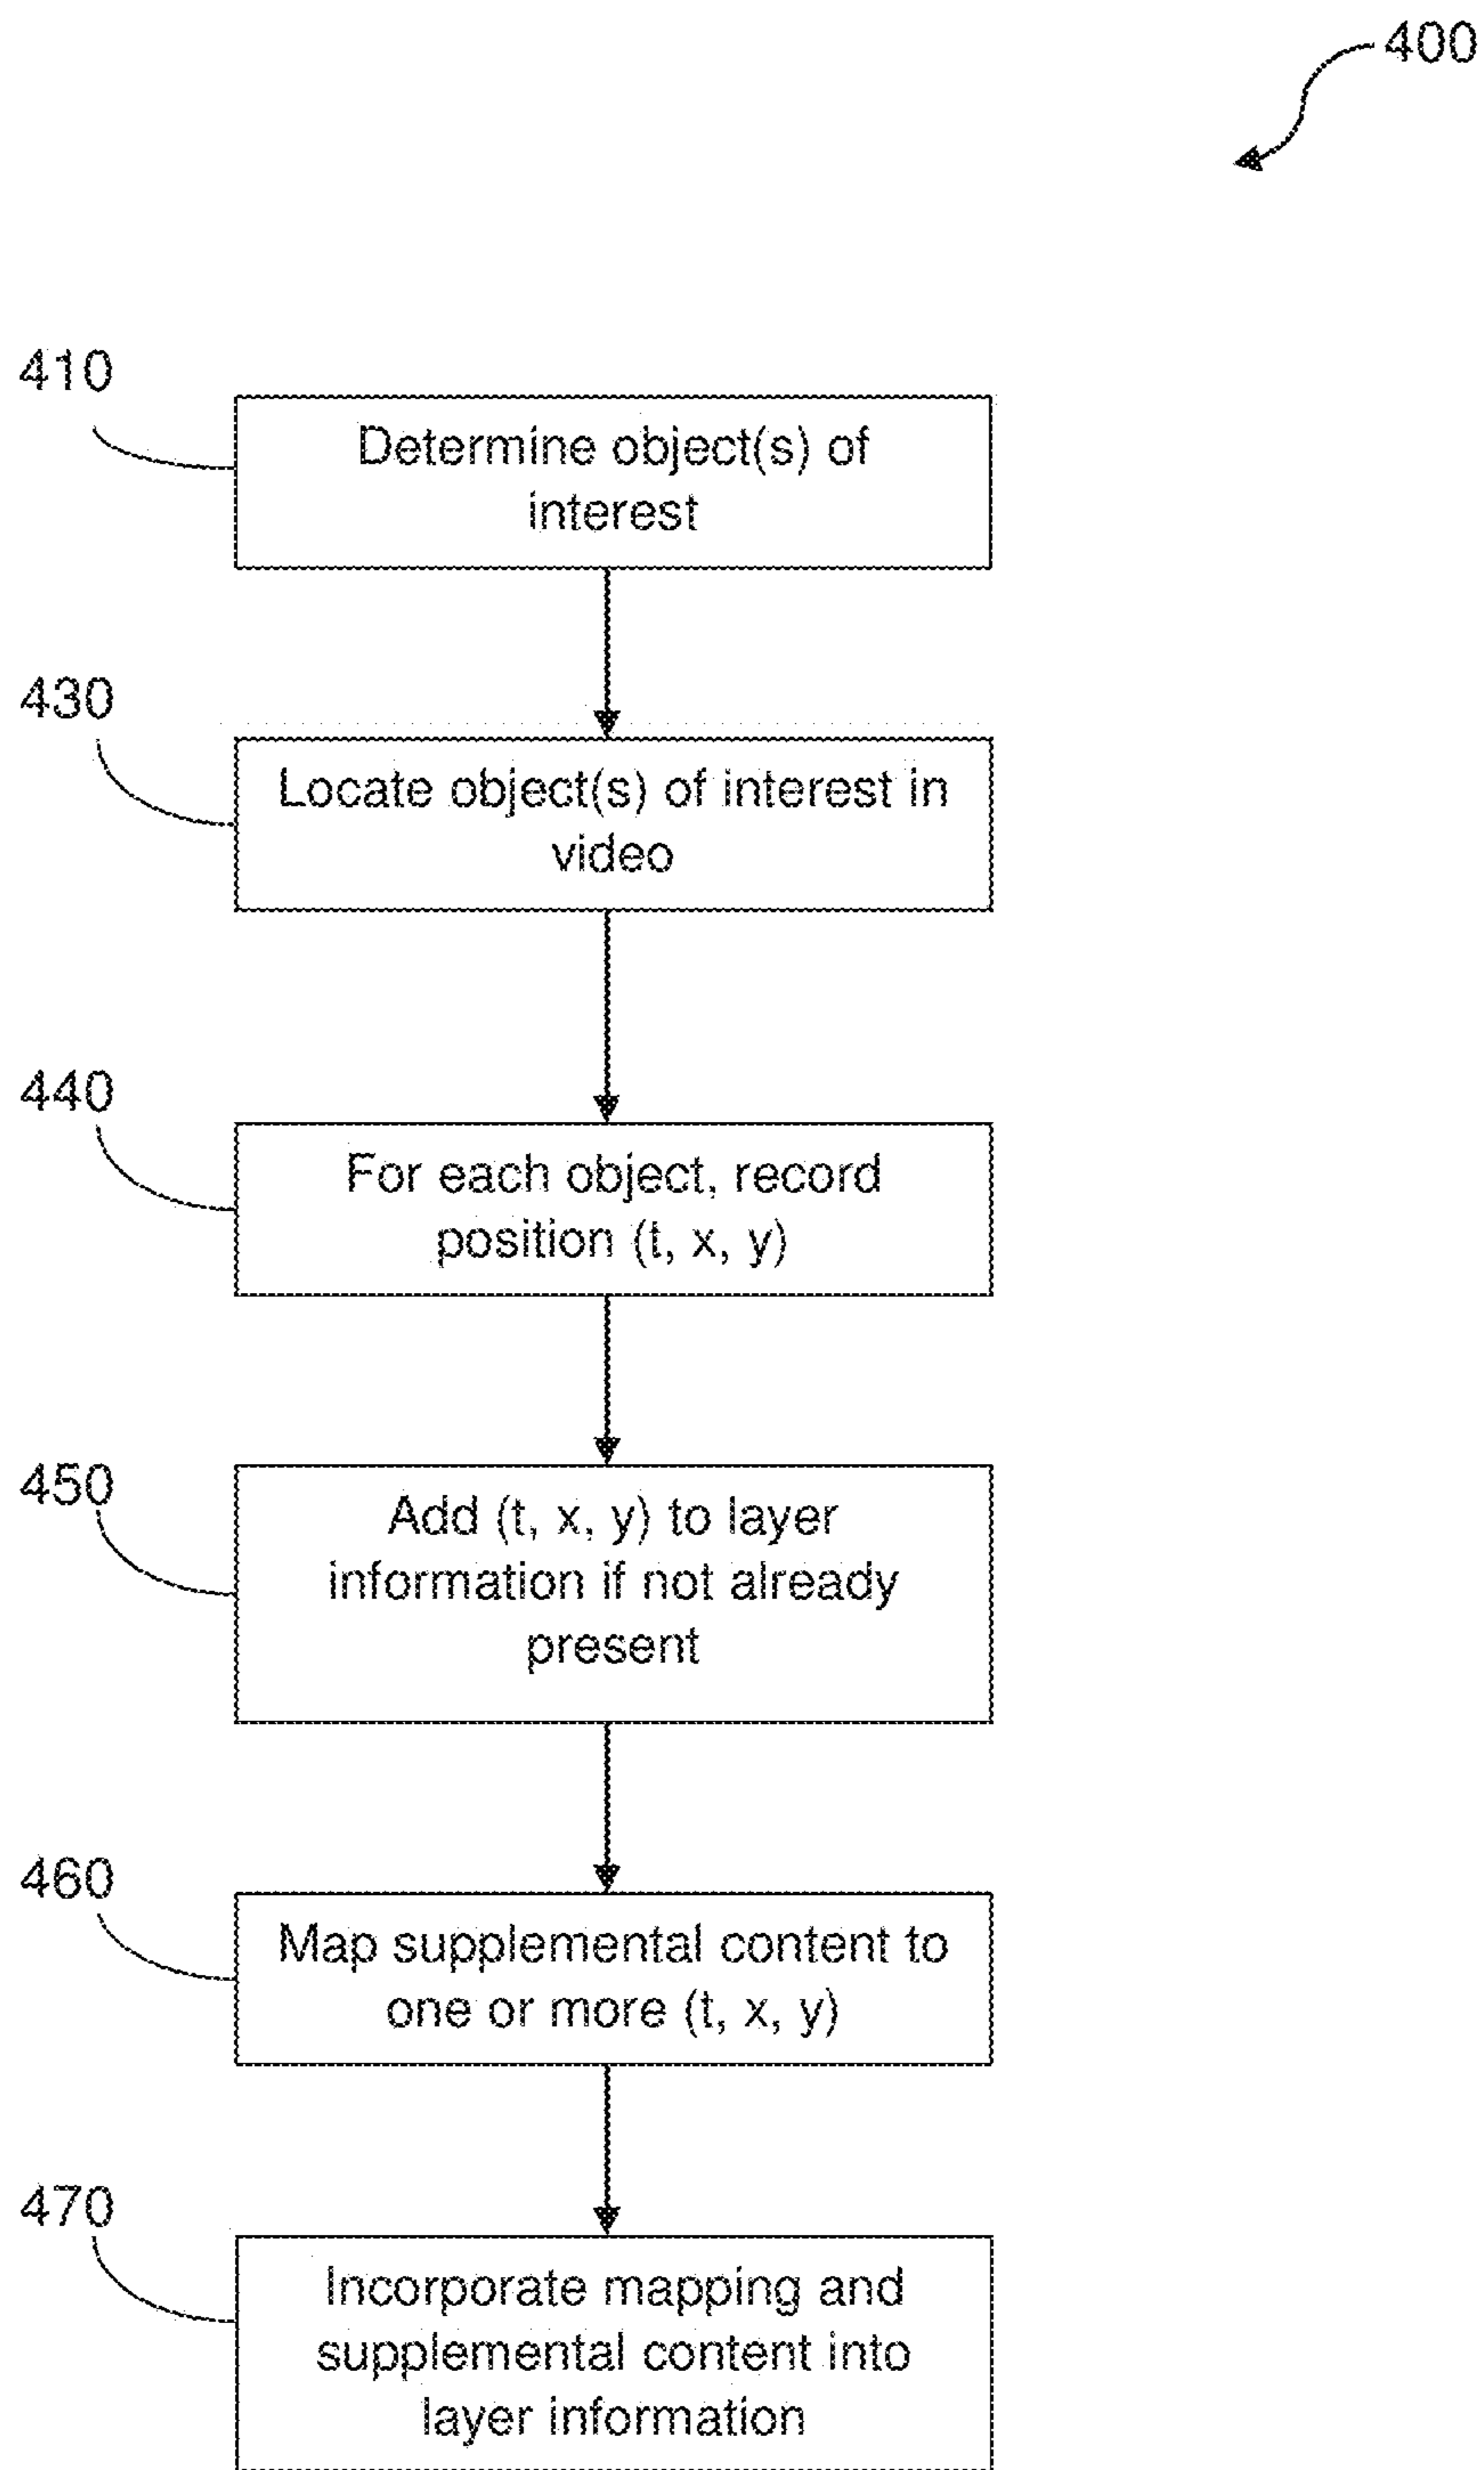 400
410
Determine object(s) of
interest
430
Locate object(s) of interest in
video
440
For each object, record
position (t, x, y)
450
Add (t, x, y) to layer
information if not already
present
460
Map supplemental content to
one or more (t, x, y)
470
Incorporate mapping and
supplemental content into
layer information